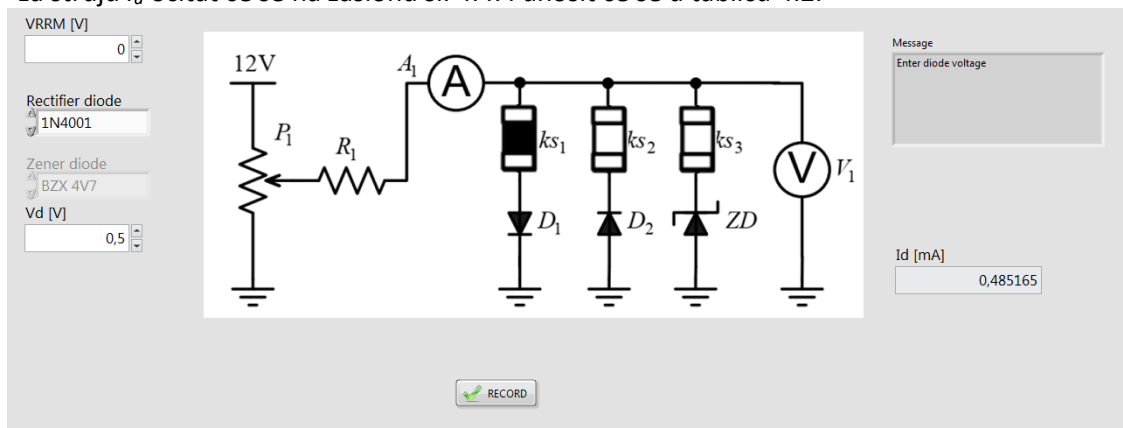 VRRM [V]
0
Rectifier diode
1N4001
Zener diode
BZX 4V7
Vd [V]
0,5
12V
A₁
A
P₁
R₁
ks₁
ks₂
ks₃
V
V₁
D₁
D₂
ZD
Message
Enter diode voltage
Id [mA]
0,485165
RECORD